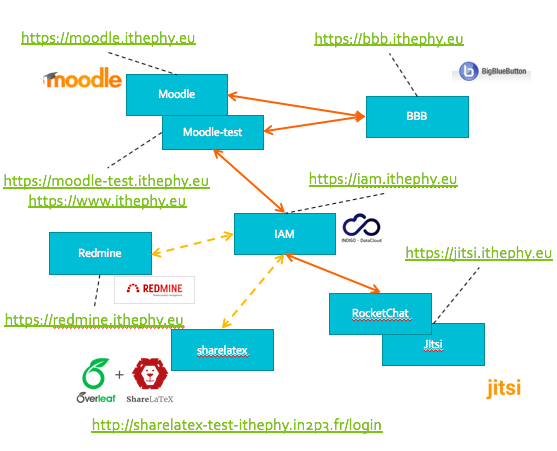 https://moodle.ithephy.eu
https://bbb.ithephy.eu
moodle
BigBlueButton
Moodle
BBB
Moodle-test
https://moodle-test.ithephy.eu
https://www.ithephy.eu
https://iam.ithephy.eu
IAM
INDIGO - DataCloud
Redmine
https://jitsi.ithephy.eu
REDMINE
RocketChat
https://redmine.ithephy.eu
sharelatex
Jitsi
Overleaf
+
ShareLaTeX
jitsi
http://sharelatex-test-ithephy.in2p3.fr/login